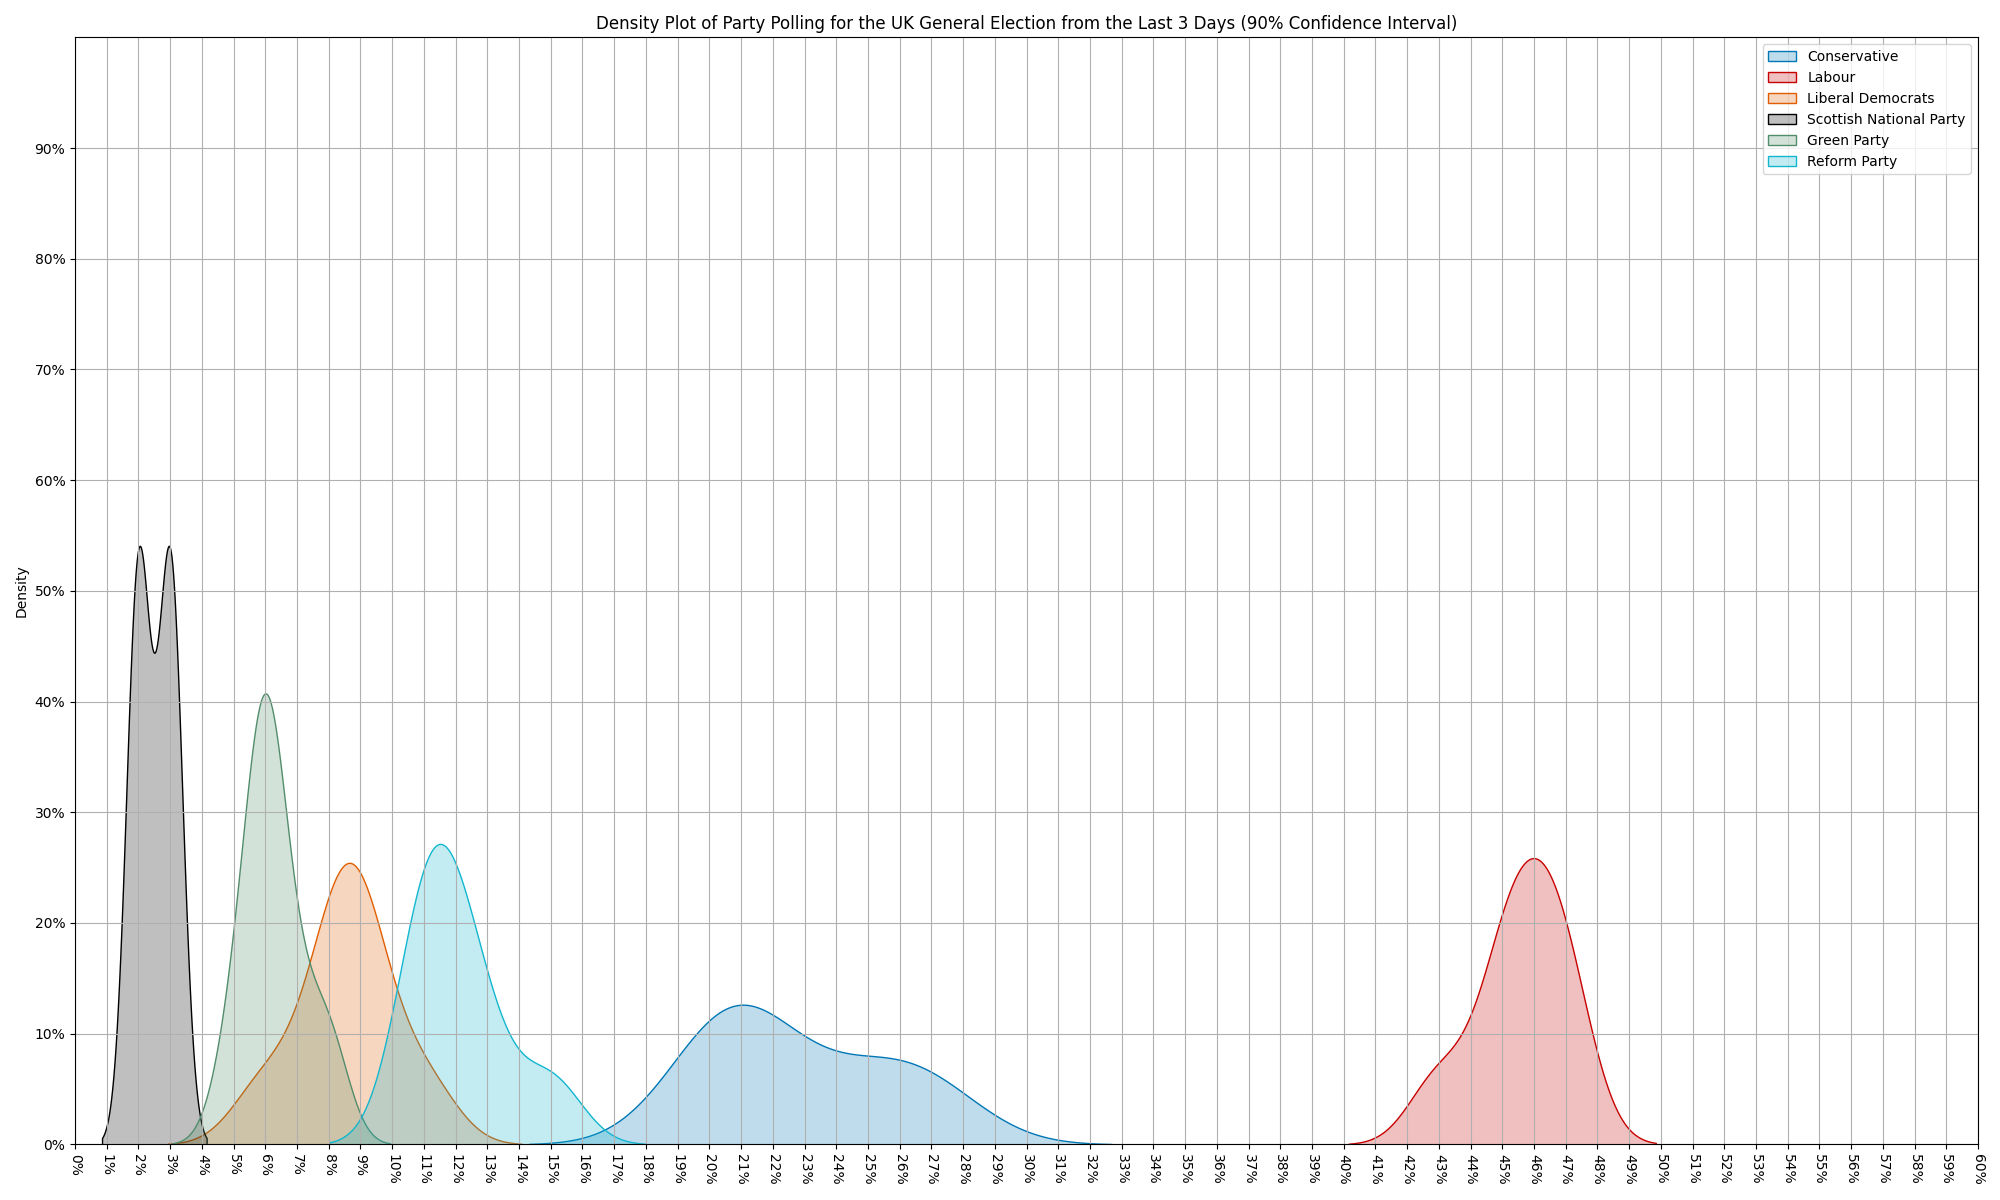 Density Plot of Party Polling for the UK General Election from the Last 3 Days (90% Confidence Interval)
Conservative
Labour
Liberal Democrats
Scottish National Party
Green Party
Reform Party
90%
80%
70%
60%
50%
40%
30%
20%
10%
0%
Density
0% 1% 2% 3% 4% 5% 6% 7% 8% 9% 10% 11% 12% 13% 14% 15% 16% 17% 18% 19% 20% 21% 22% 23% 24% 25% 26% 27% 28% 29% 30% 31% 32% 33% 34% 35% 36% 37% 38% 39% 40% 41% 42% 43% 44% 45% 46% 47% 48% 49% 50% 51% 52% 53% 54% 55% 56% 57% 58% 59% 60%